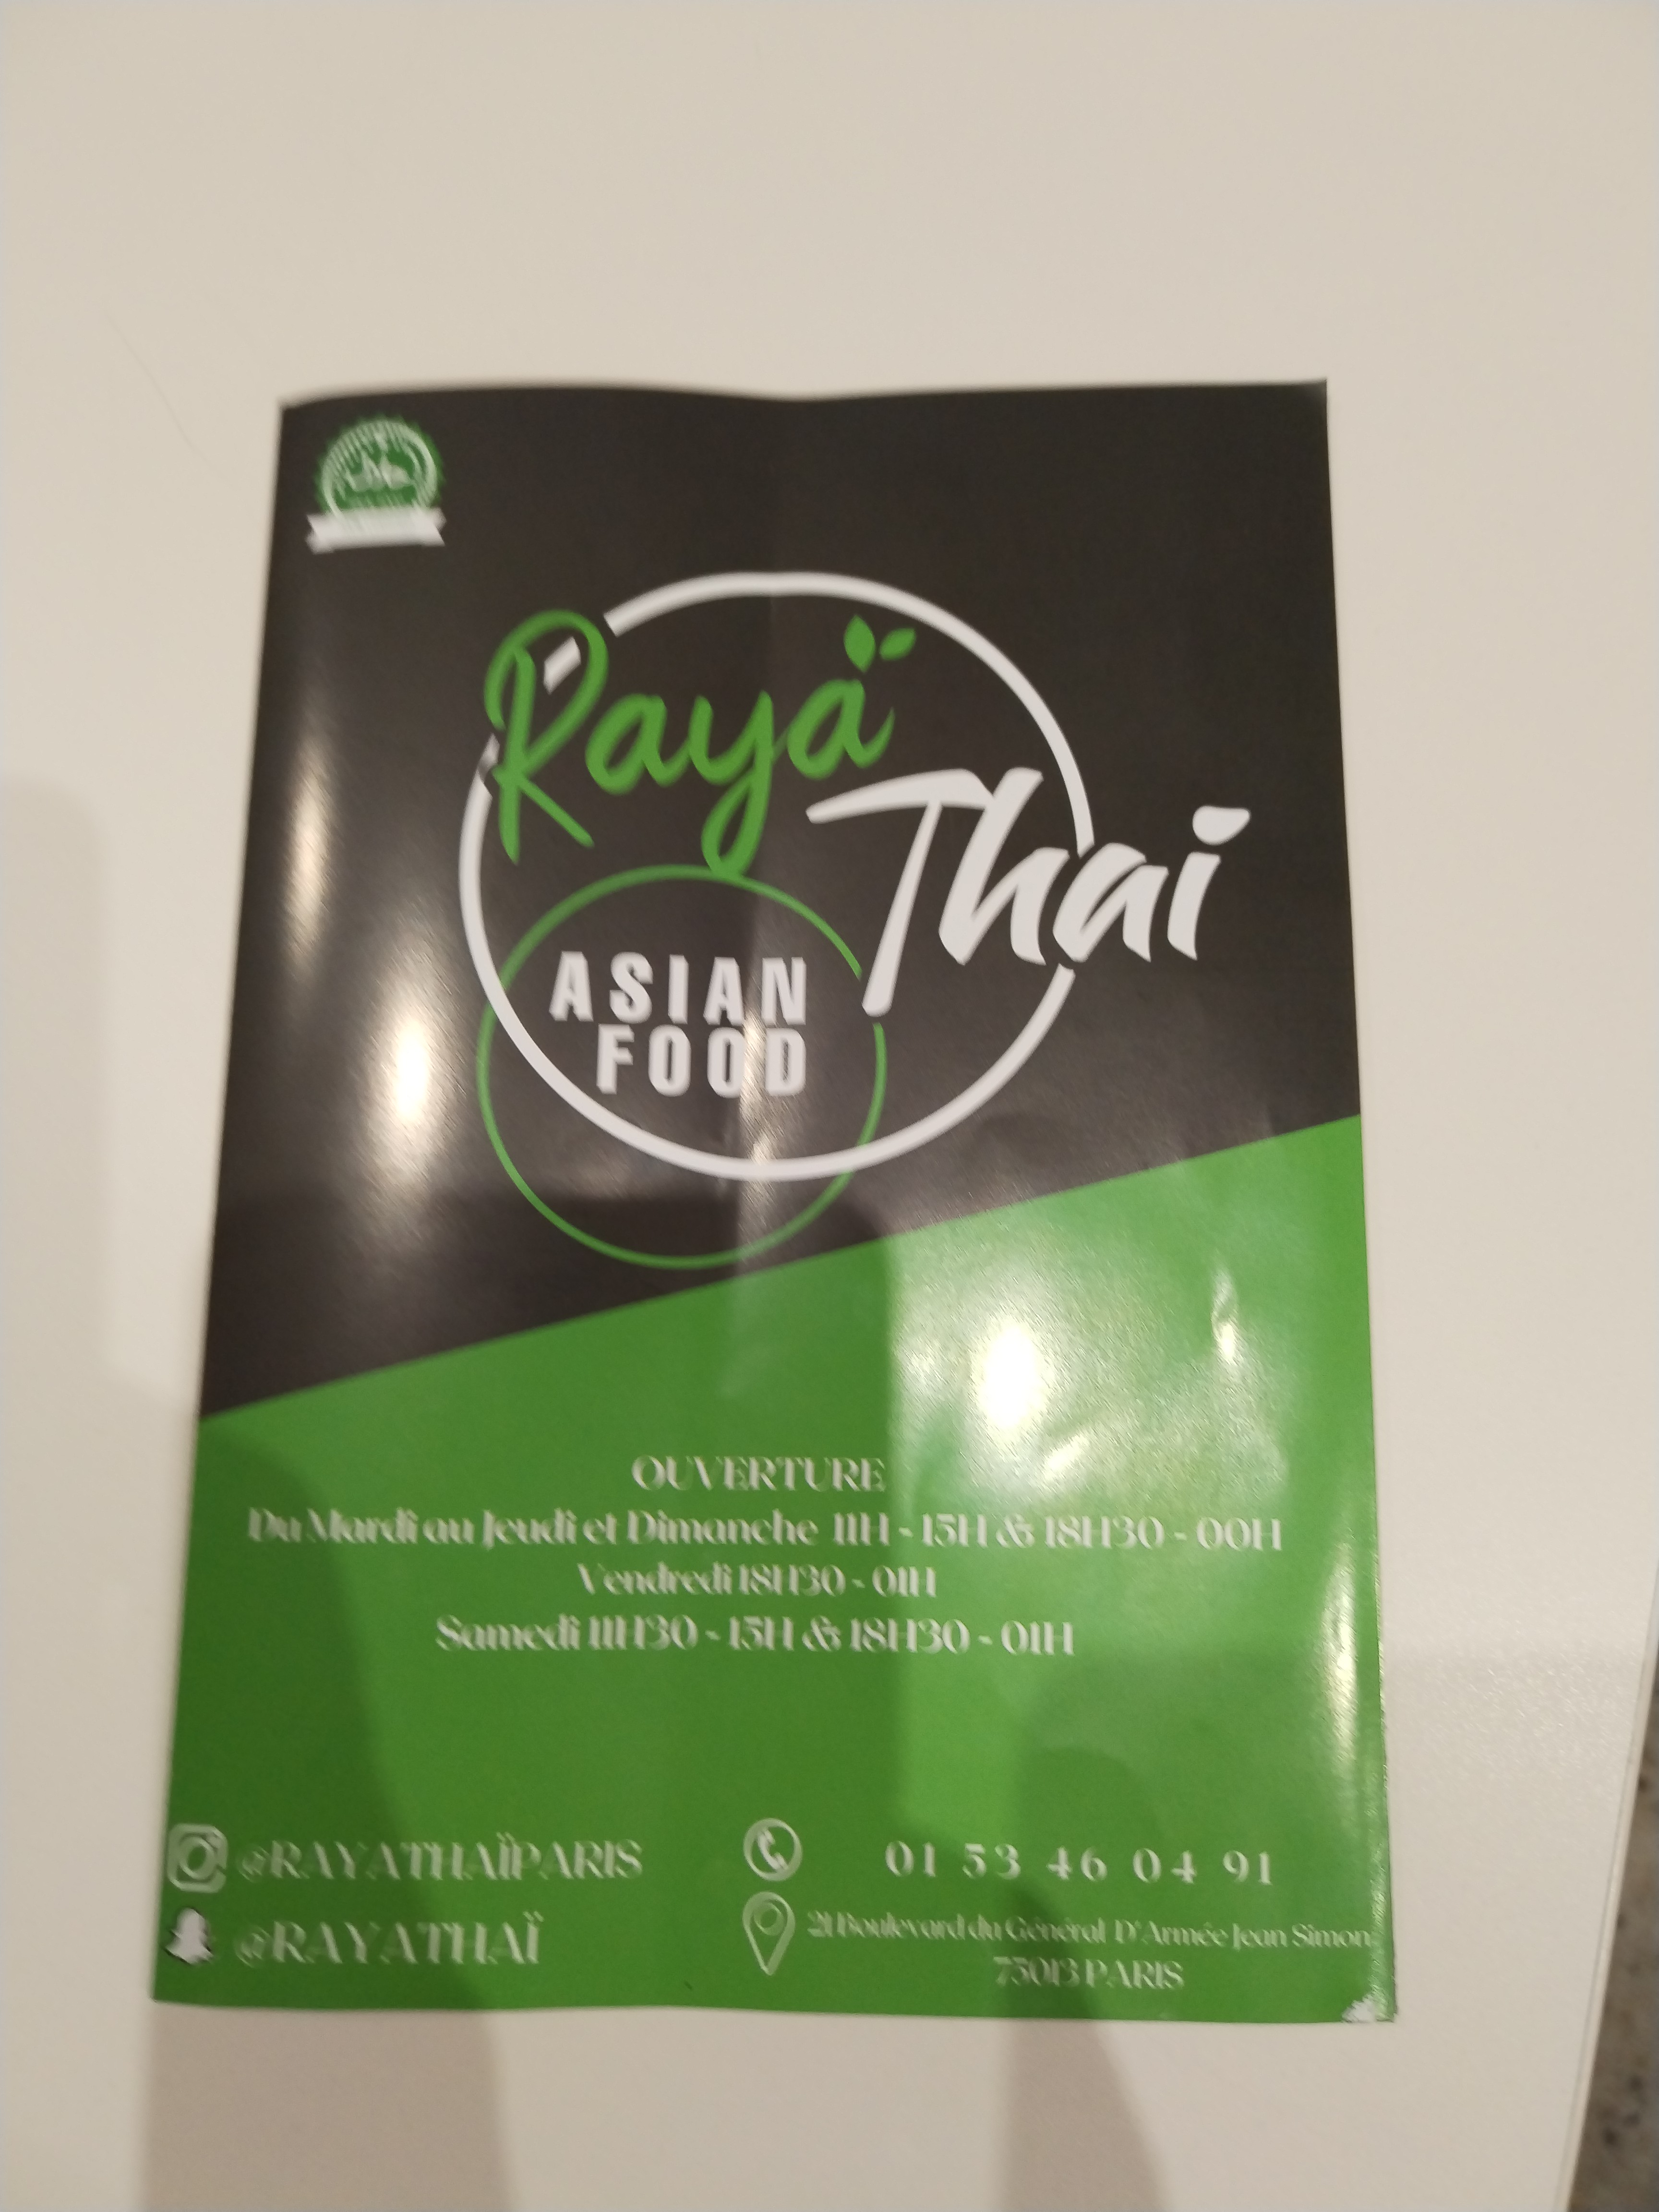 Raya
Thai
ASIAN
FOOD
OUVERTURE
Du Mardi au Jeudi et Dimanche 11H - 15H & 18H30 - 00H
Vendredi 18H30 - 01H
Samedi 11H30 - 15H & 18H30 - 01H
@RAYATHAÏPARIS
@RAYATHAÏ
01 53 46 04 91
21 Boulevard du Général D'Armée Jean Simon
75013 PARIS